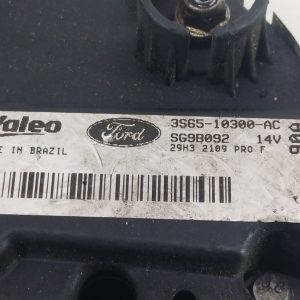 Valeo
Ford
3S65-10300-AC
SG9B092 14V
E IN BRAZIL
29H3 2109 PRO F